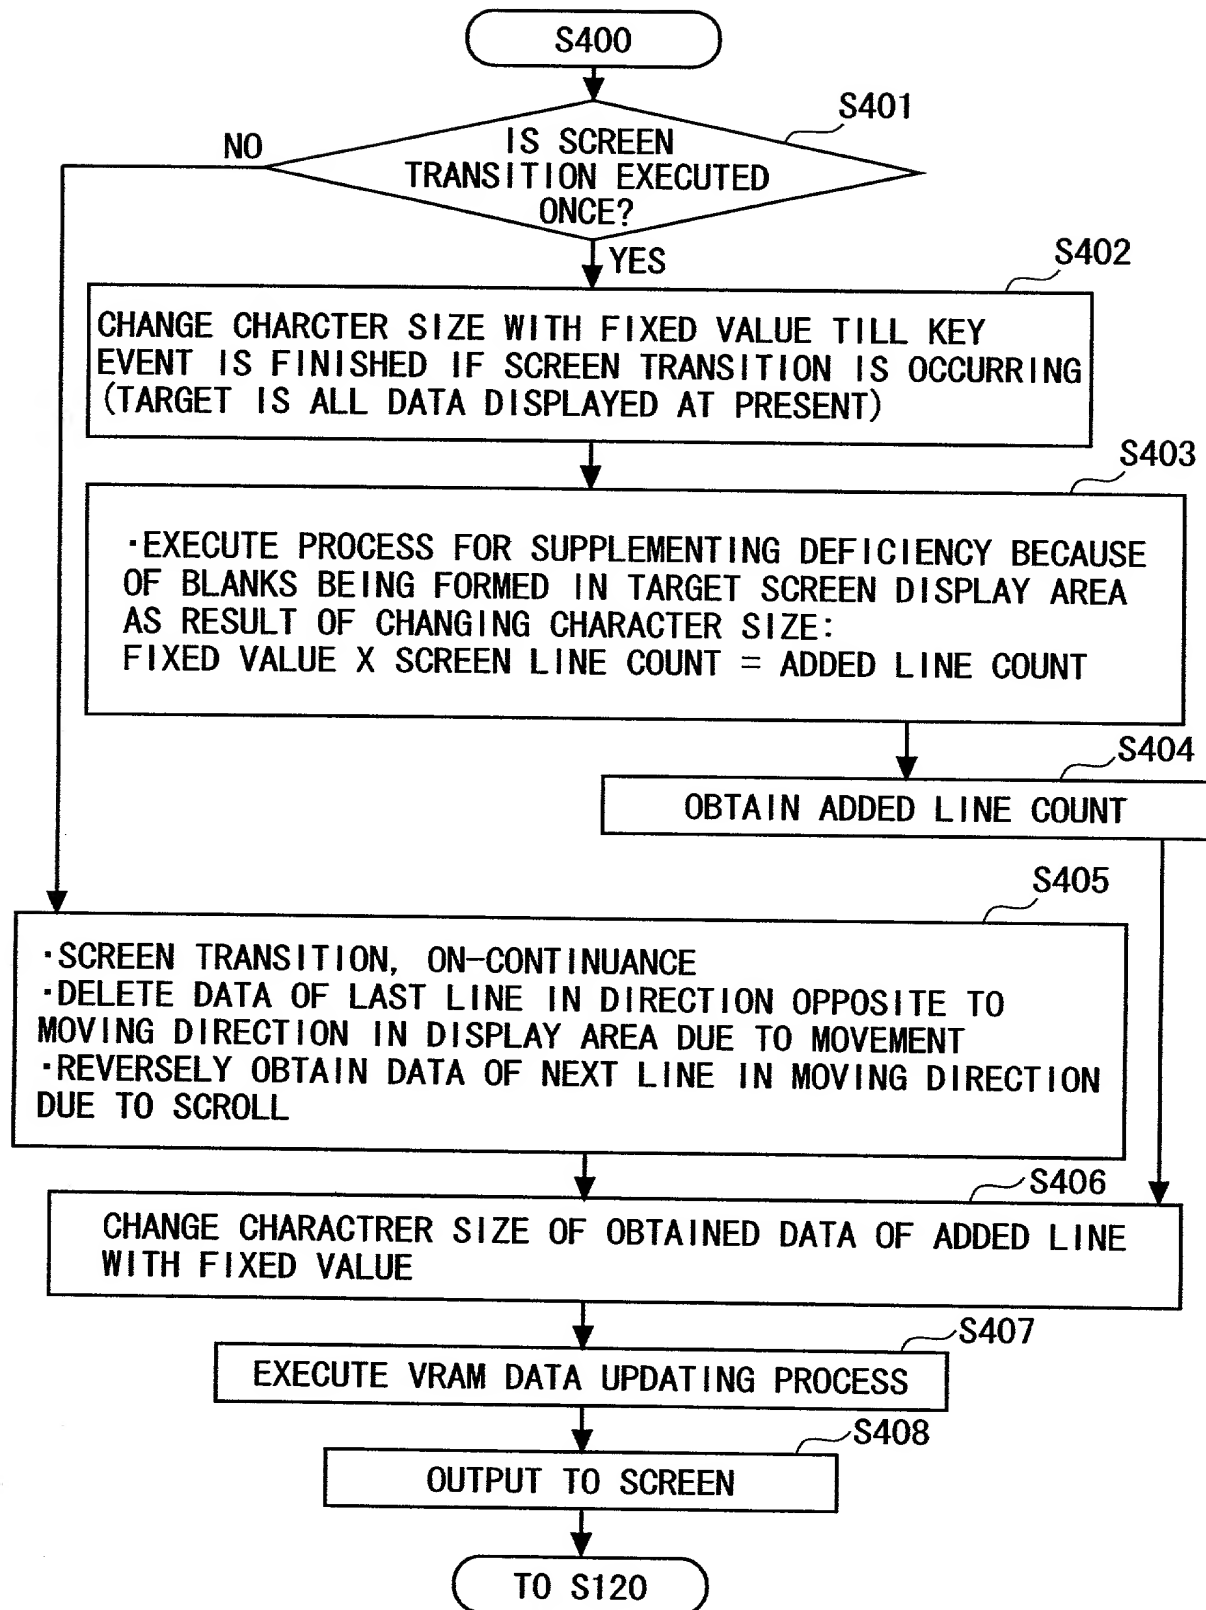 S400
S401
NO
IS SCREEN
TRANSITION EXECUTED
ONCE?
YES
S402
CHANGE CHARCTER SIZE WITH FIXED VALUE TILL KEY
EVENT IS FINISHED IF SCREEN TRANSITION IS OCCURRING
(TARGET IS ALL DATA DISPLAYED AT PRESENT)
S403
·EXECUTE PROCESS FOR SUPPLEMENTING DEFICIENCY BECAUSE
OF BLANKS BEING FORMED IN TARGET SCREEN DISPLAY AREA
AS RESULT OF CHANGING CHARACTER SIZE:
FIXED VALUE X SCREEN LINE COUNT = ADDED LINE COUNT
S404
OBTAIN ADDED LINE COUNT
S405
·SCREEN TRANSITION, ON-CONTINUANCE
·DELETE DATA OF LAST LINE IN DIRECTION OPPOSITE TO
MOVING DIRECTION IN DISPLAY AREA DUE TO MOVEMENT
·REVERSELY OBTAIN DATA OF NEXT LINE IN MOVING DIRECTION
DUE TO SCROLL
S406
CHANGE CHARACTRER SIZE OF OBTAINED DATA OF ADDED LINE
WITH FIXED VALUE
S407
EXECUTE VRAM DATA UPDATING PROCESS
S408
OUTPUT TO SCREEN
TO S120